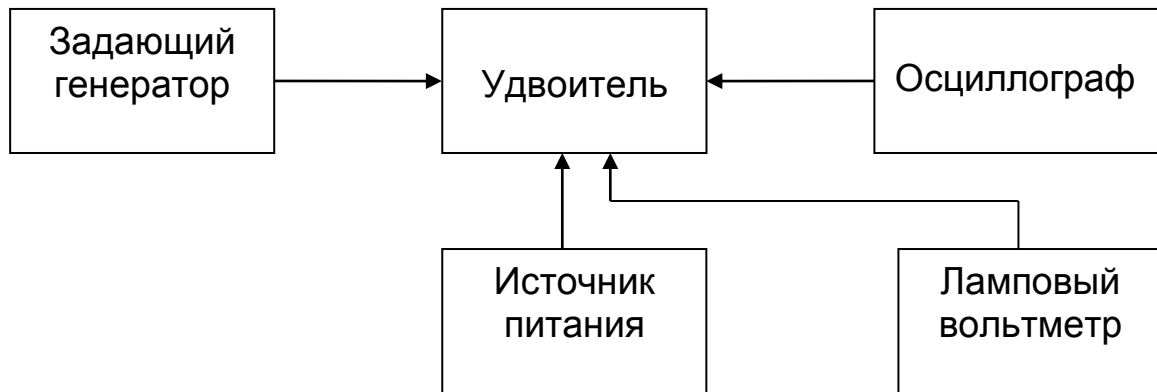 Задающий
генератор
Удвоитель
Осциллограф
Источник
питания
Ламповый
вольтметр